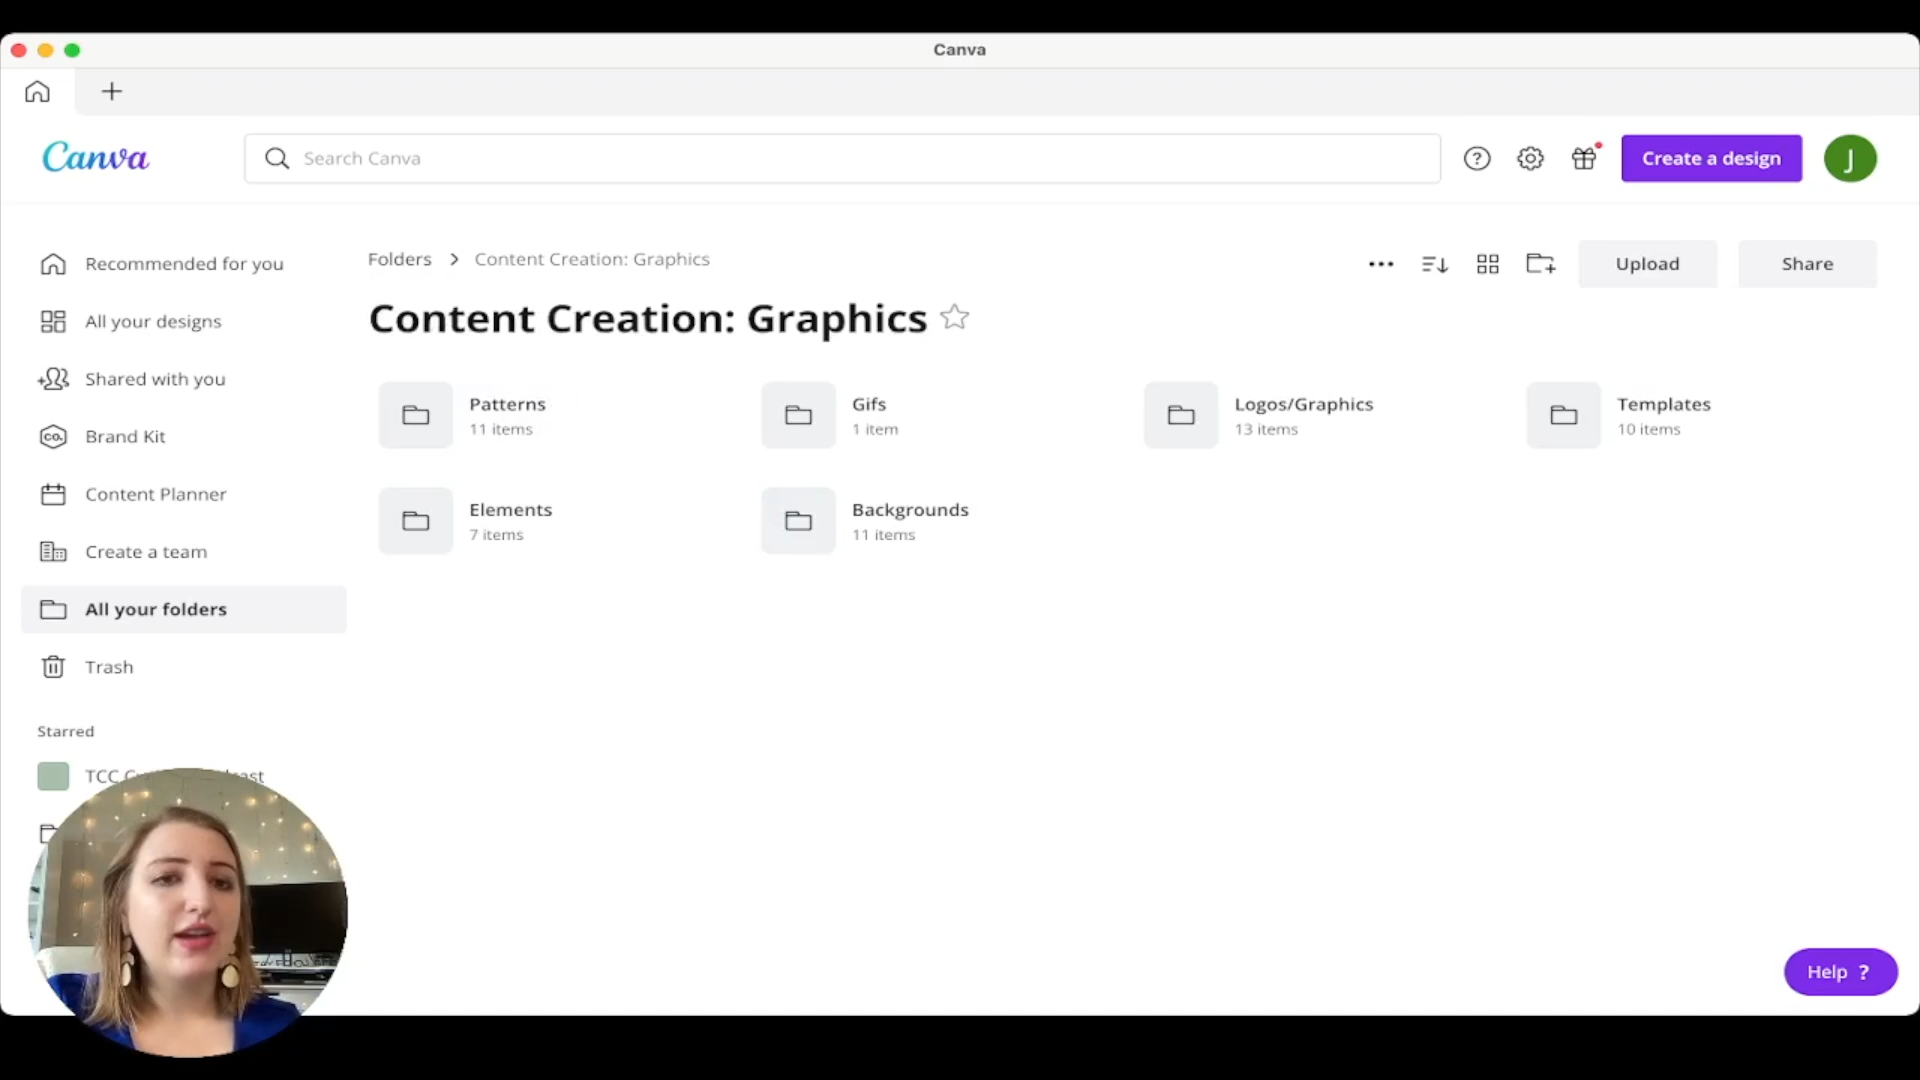 Canva
Canva
Search Canva
Create a design
J
Recommended for you
All your designs
Shared with you
Brand Kit
CO.
Content Planner
Create a team
All your folders
Trash
Starred
TCC
Folders > Content Creation: Graphics
Upload
Share
Content Creation: Graphics
Patterns
11 items
Gifs
1 item
Logos/Graphics
13 items
Templates
10 items
Elements
7 items
Backgrounds
11 items
Help ?